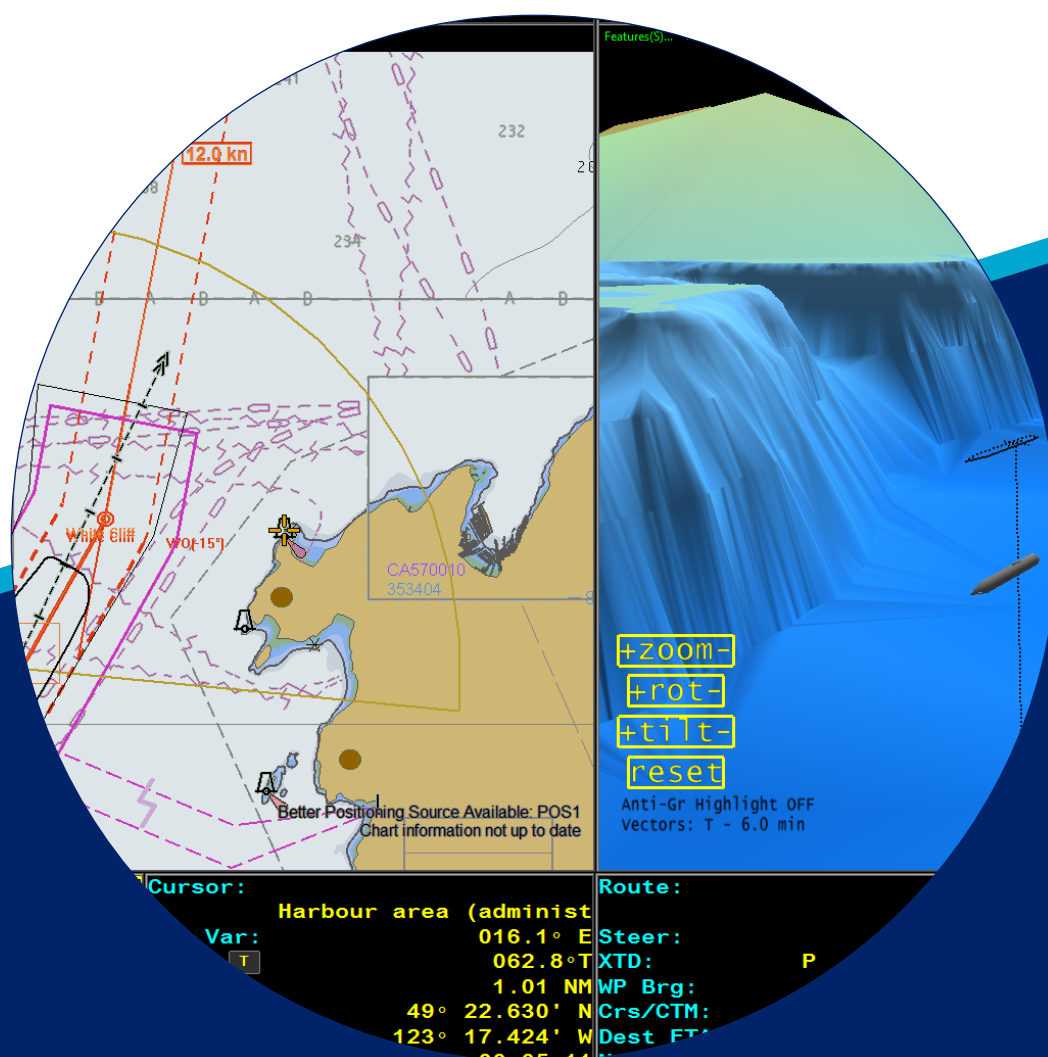 Features(S)...
232
12.0 kn
234
D A D A D
A D
White Cliff
WO(-15°)
CA570010
353404
+zoom-
+rot-
+tilt-
reset
Anti-Gr Highlight OFF
Vectors: T - 6.0 min
Better Positioning Source Available: POS1
Chart information not up to date
Cursor:
Harbour area (administ
Var: 016.1° E
T 062.8°T
1.01 NM
49° 22.630' N
123° 17.424' W
Route:
Steer:
XTD: P
WP Brg:
Crs/CTM: